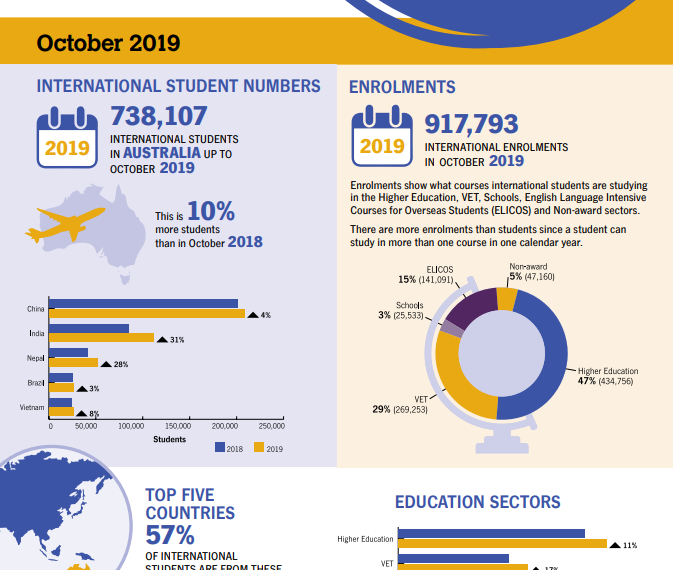 October 2019
INTERNATIONAL STUDENT NUMBERS
2019
738,107
INTERNATIONAL STUDENTS
IN AUSTRALIA UP TO
OCTOBER 2019
This is 10%
more students
than in October 2018
China
4%
India
31%
Nepal
28%
Brazil
3%
Vietnam
8%
0 50,000 100,000 150,000 200,000 250,000
Students
2018 2019
TOP FIVE
COUNTRIES
57%
OF INTERNATIONAL
STUDENTS ARE FROM THESE
ENROLMENTS
2019
917,793
INTERNATIONAL ENROLMENTS
IN OCTOBER 2019
Enrolments show what courses international students are studying
in the Higher Education, VET, Schools, English Language Intensive
Courses for Overseas Students (ELICOS) and Non-award sectors.
There are more enrolments than students since a student can
study in more than one course in one calendar year.
ELICOS
15% (141,091)
Non-award
5% (47,160)
Schools
3% (25,533)
Higher Education
47% (434,756)
VET
29% (269,253)
EDUCATION SECTORS
Higher Education
11%
VET
17%